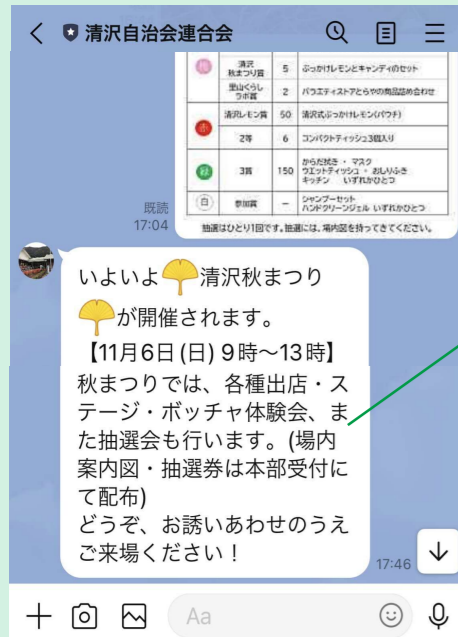 清沢自治会連合会
桃 清沢秋まつり賞 5 ぶっかけレモンとキャンディのセット
里山くらしラボ賞 2 バラエティストアとらやの商品詰め合わせ
赤 清沢レモン賞 50 清沢式ぶっかけレモン(パウチ)
2等 6 コンパクトティッシュ3個入り
緑 3賞 150 からだ拭き・マスク
ウエットティッシュ・おしりふき
キッチン いずれかひとつ
白 参加賞 ー シャンプーセット
ハンドクリーンジェル いずれかひとつ
抽選はひとり1回です。抽選には、場内図を持ってきてください。
既読
17:04
いよいよ清沢秋まつり
が開催されます。
【11月6日(日)9時～13時】
秋まつりでは、各種出店・ス
テージ・ボッチャ体験会、ま
た抽選会も行います。(場内
案内図・抽選券は本部受付に
て配布)
どうぞ、お誘いあわせのうえ
ご来場ください！
17:46
Aa